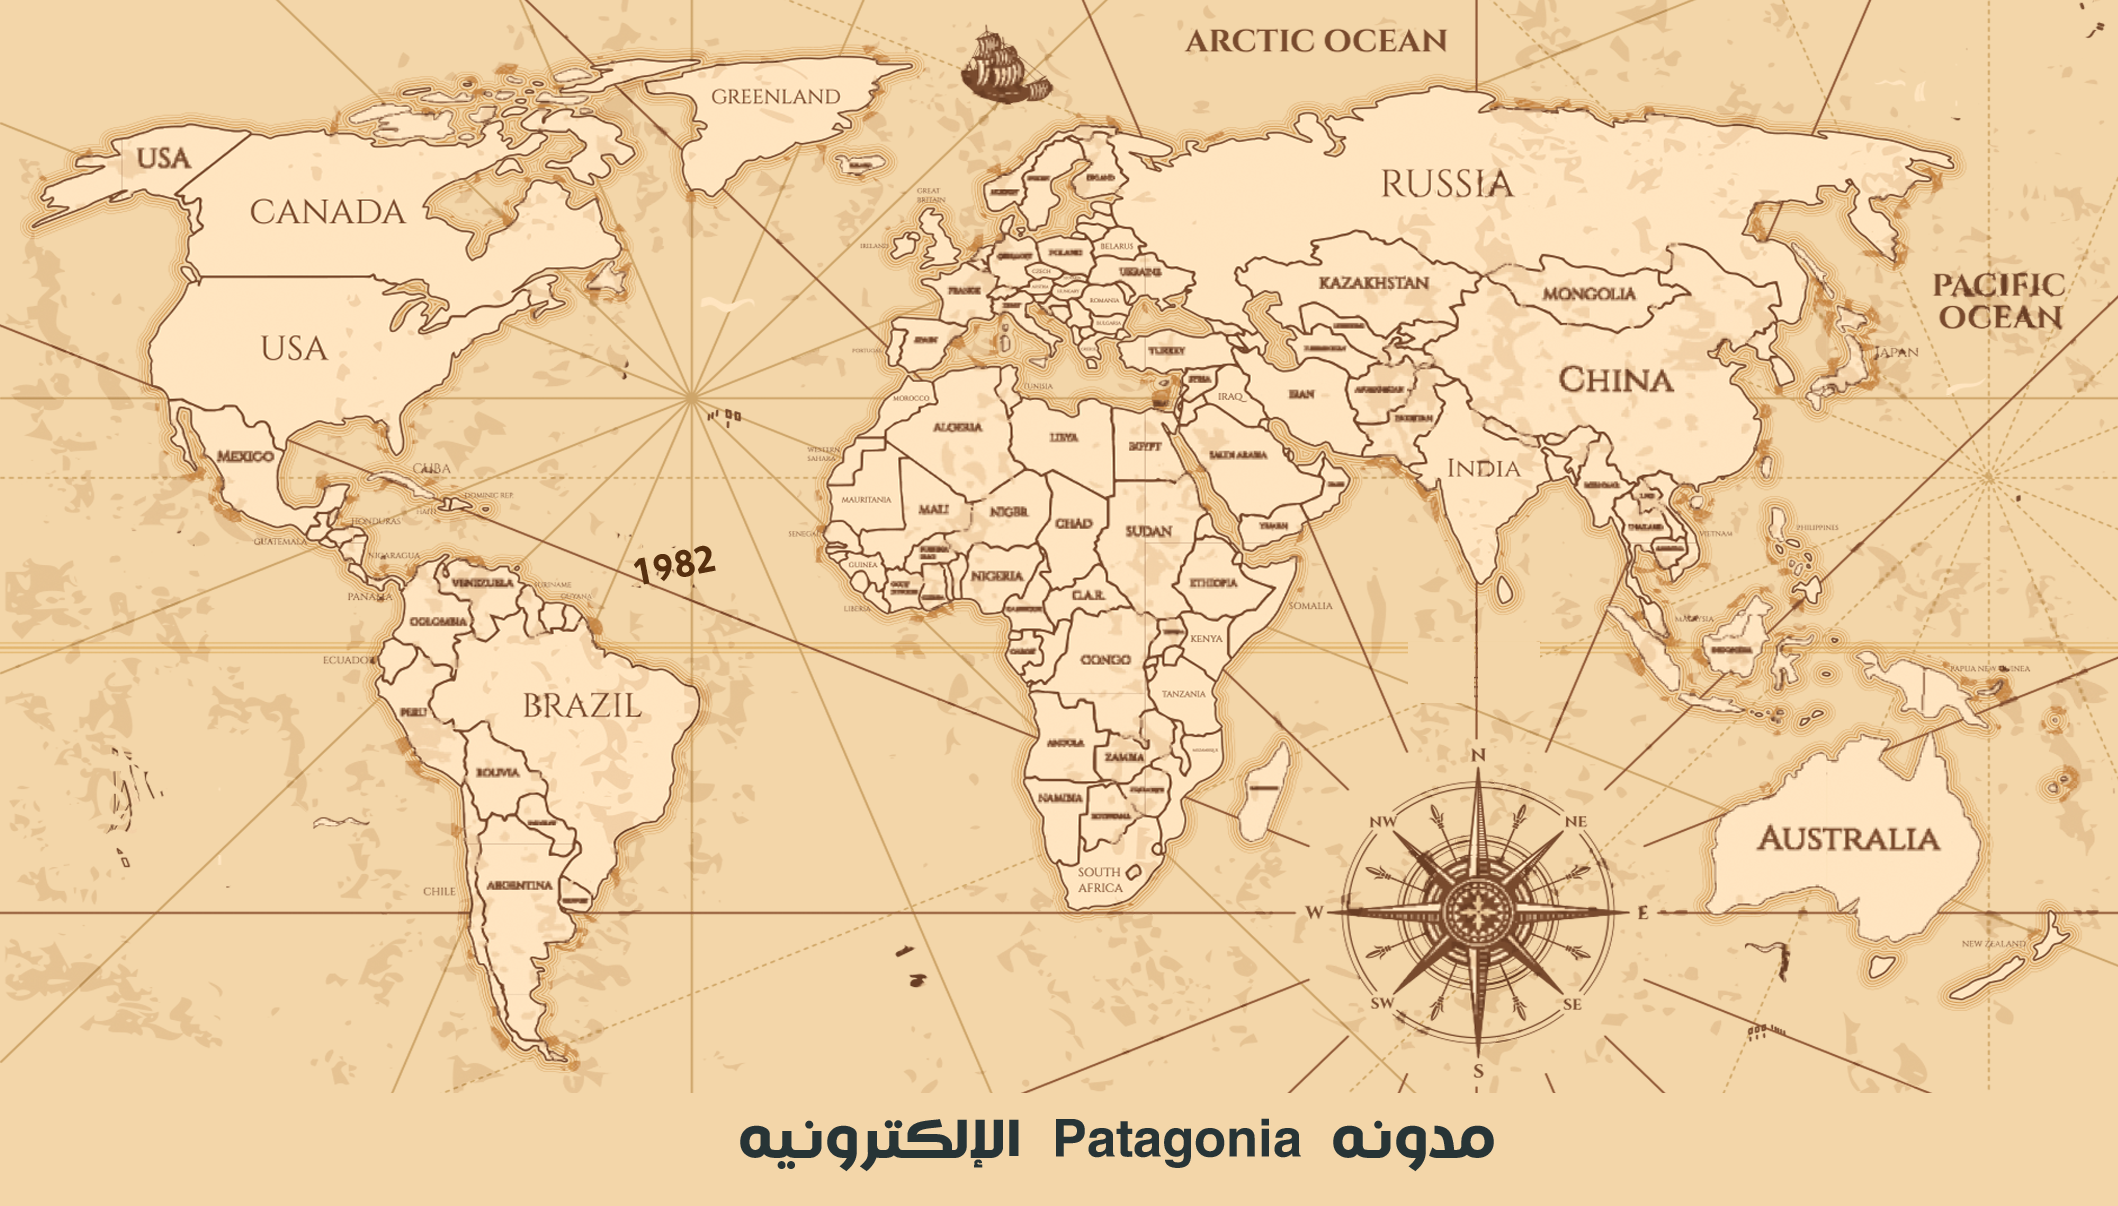 ARCTIC OCEAN
GREENLAND
USA
CANADA
RUSSIA
GREAT
BRITAIN
IRELAND
BELARUS
POLAND
UKRAINE
CZECH
FRANCE
ROMANIA
BULGARIA
KAZAKHSTAN
MONGOLIA
PACIFIC
OCEAN
USA
SPAIN
PORTUGAL
TURKEY
JAPAN
CHINA
TUNISIA
SYRIA
IRAQ
IRAN
MOROCCO
ALGERIA
LIBYA
EGYPT
SAUDI ARABIA
MEXICO
WESTERN
SAHARA
CUBA
INDIA
DOMINIC REP.
HAITI
MAURITANIA
MALI
NIGER
CHAD
SUDAN
YEMEN
HONDURAS
GUATEMALA
SENEGAL
THAILAND
VIETNAM
PHILIPPINES
NICARAGUA
1982
GUINEA
NIGERIA
ETHIOPIA
VENEZUELA
SURINAME
GUYANA
PANAMA
LIBERIA
C.A.R.
SOMALIA
COLOMBIA
MALAYSIA
KENYA
ECUADOR
CONGO
INDONESIA
PAPUA NEW GUINEA
TANZANIA
PERU
BRAZIL
ANGOLA
ZAMBIA
BOLIVIA
NAMIBIA
BOTSWANA
AUSTRALIA
SOUTH
AFRICA
CHILE
ARGENTINA
NEW ZEALAND
N
NW
NE
W
E
SW
SE
S
مدونه Patagonia الإلكترونيه